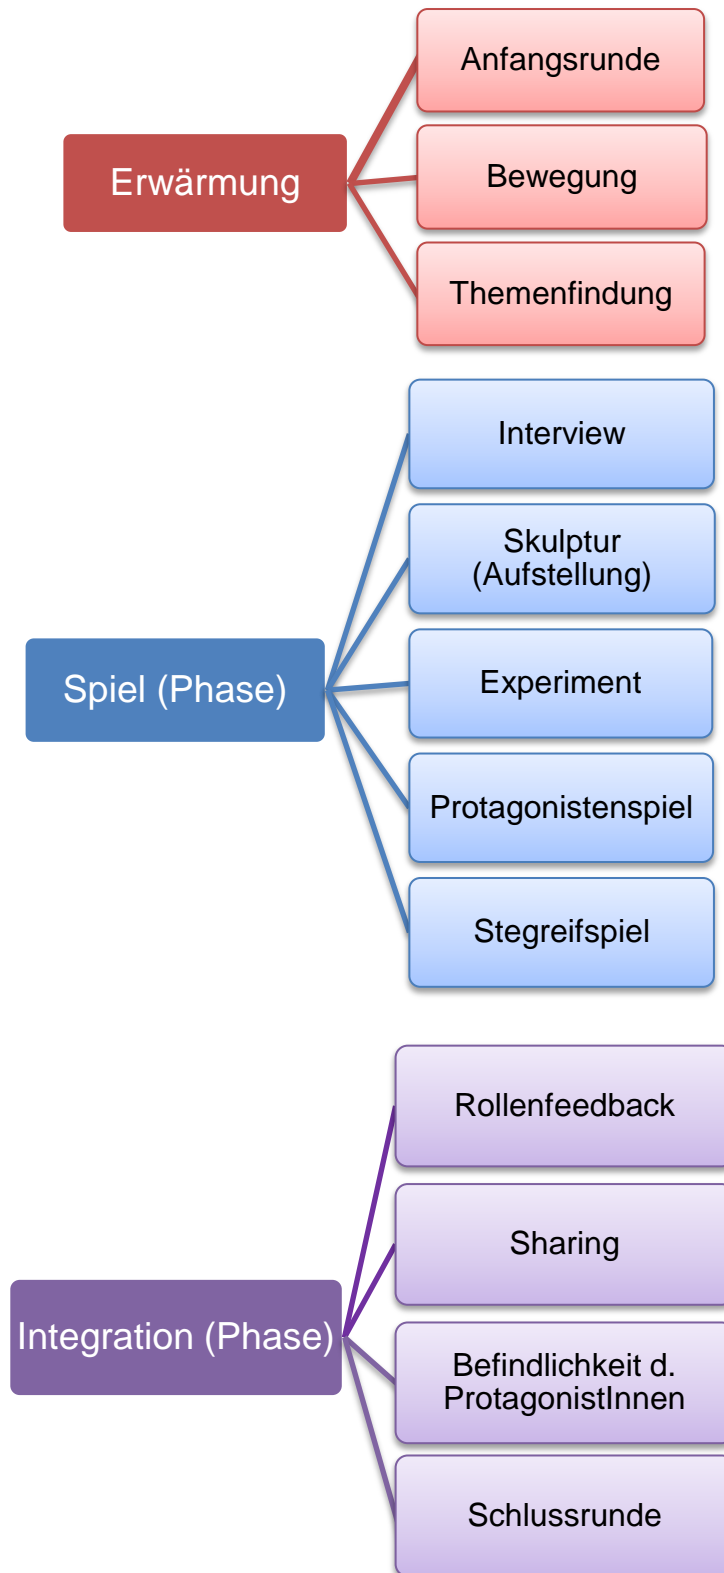 Erwärmung
Anfangsrunde
Bewegung
Themenfindung
Spiel (Phase)
Interview
Skulptur
(Aufstellung)
Experiment
Protagonistenspiel
Stegreifspiel
Integration (Phase)
Rollenfeedback
Sharing
Befindlichkeit d.
ProtagonistInnen
Schlussrunde